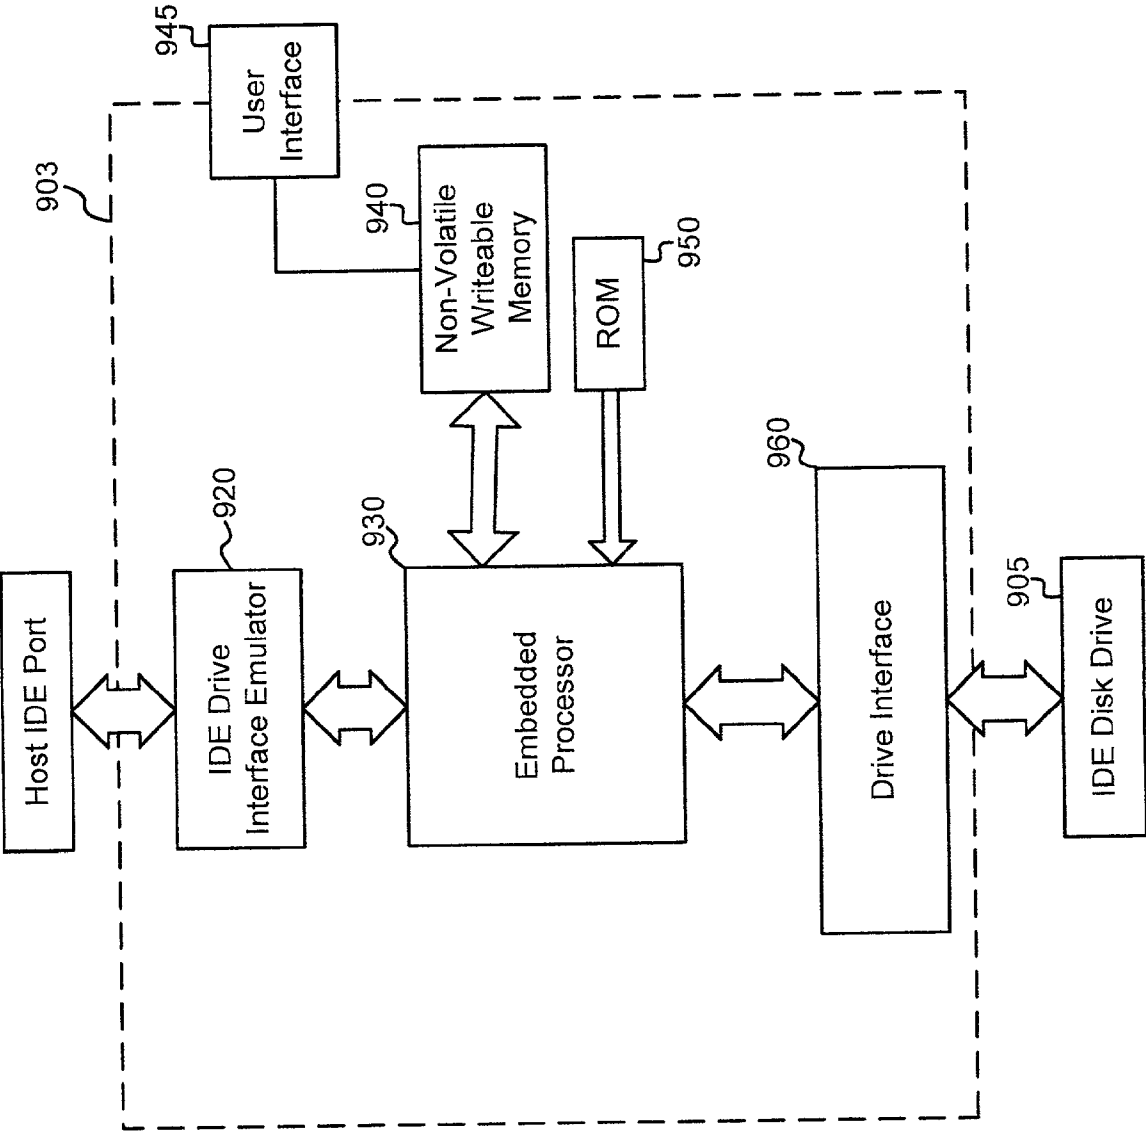 Host IDE Port
903
IDE Drive
Interface Emulator
920
Embedded
Processor
930
User
Interface
945
Non-Volatile
Writeable
Memory
940
ROM
950
Drive Interface
960
IDE Disk Drive
905